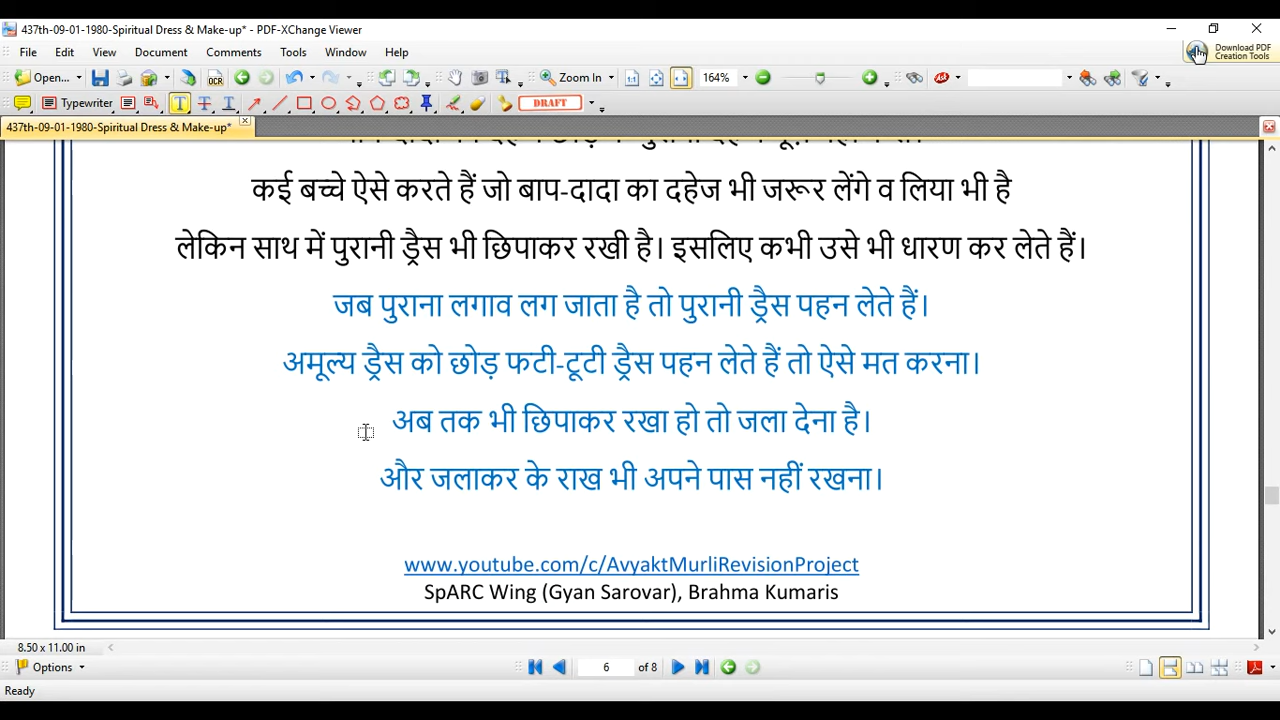 437th-09-01-1980-Spiritual Dress & Make-up* - PDF-XChange Viewer
File Edit View Document Comments Tools Window Help
Download PDF
Creation Tools
Open... OCR Zoom In 164%
Typewriter DRAFT
437th-09-01-1980-Spiritual Dress & Make-up*
कई बच्चे ऐसे करते हैं जो बाप-दादा का दहेज भी जरूर लेंगे व लिया भी है
लेकिन साथ में पुरानी ड्रैस भी छिपाकर रखी है। इसलिए कभी उसे भी धारण कर लेते हैं।
जब पुराना लगाव लग जाता है तो पुरानी ड्रैस पहन लेते हैं।
अमूल्य ड्रैस को छोड़ फटी-टूटी ड्रैस पहन लेते हैं तो ऐसे मत करना।
अब तक भी छिपाकर रखा हो तो जला देना है।
और जलाकर के राख भी अपने पास नहीं रखना।
www.youtube.com/c/AvyaktMurliRevisionProject
SpARC Wing (Gyan Sarovar), Brahma Kumaris
8.50 x 11.00 in
Options 6 of 8
Ready